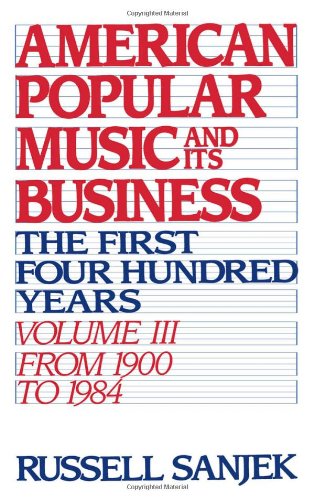 AMERICAN
POPULAR
MUSIC AND ITS
BUSINESS
THE FIRST
FOUR HUNDRED
YEARS
VOLUME III
FROM 1900
TO 1984
RUSSELL SANJEK